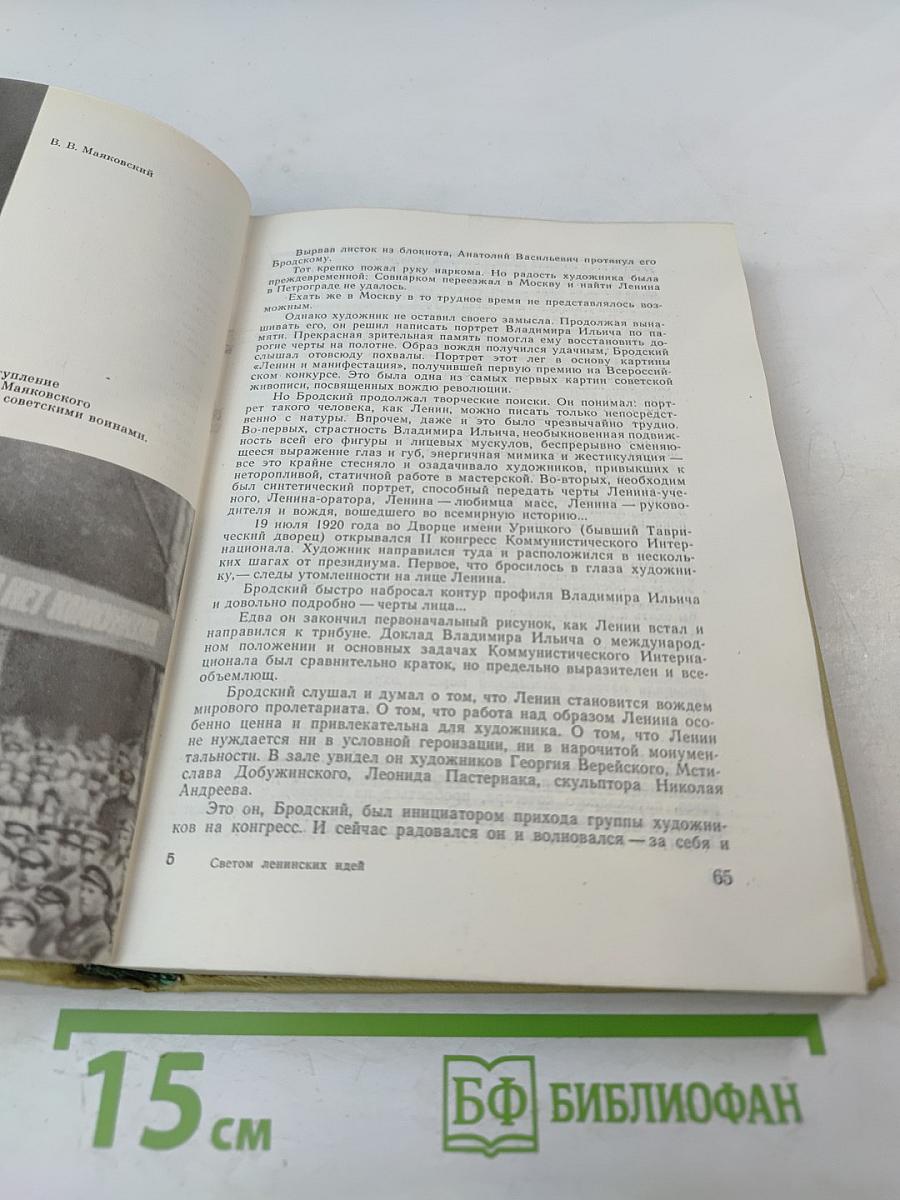 В. В. Маяковский
тупление
Маяковского
советскими воинами.
Вырвав листок из блокнота, Анатолий Васильевич протянул его
Бродскому.
Тот крепко пожал руку наркома. Но радость художника была
преждевременной: Совнарком переезжал в Москву и найти Ленина
в Петрограде не удалось.
Ехать же в Москву в то трудное время не представлялось воз-
можным.
Однако художник не оставил своего замысла. Продолжая вына-
шивать его, он решил написать портрет Владимира Ильича по па-
мяти. Прекрасная зрительная память помогла ему восстановить до-
рогие черты на полотне. Образ вождя получился удачным, Бродский
слышал отовсюду похвалы. Портрет этот лег в основу картины
«Ленин и манифестация», получившей первую премию на Всероссий-
ском конкурсе. Это была одна из самых первых картин советской
живописи, посвященных вождю революции.
Но Бродский продолжал творческие поиски. Он понимал: порт-
рет такого человека, как Ленин, можно писать только непосредст-
венно с натуры. Впрочем, даже и это было чрезвычайно трудно.
Во-первых, страстность Владимира Ильича, необыкновенная подвиж-
ность всей его фигуры и лицевых мускулов, беспрерывно сменяю-
щееся выражение глаз и губ, энергичная мимика и жестикуляция —
все это крайне стесняло и озадачивало художников, привыкших к
неторопливой, статичной работе в мастерской. Во-вторых, необходим
был синтетический портрет, способный передать черты Ленина-уче-
ного, Ленина-оратора, Ленина — любимца масс, Ленина — руково-
дителя и вождя, вошедшего во всемирную историю...
19 июля 1920 года во Дворце имени Урицкого (бывший Таври-
ческий дворец) открывался II конгресс Коммунистического Интер-
национала. Художник направился туда и расположился в несколь-
ких шагах от президиума. Первое, что бросилось в глаза художни-
ку,— следы утомленности на лице Ленина.
Бродский быстро набросал контур профиля Владимира Ильича
и довольно подробно — черты лица...
Едва он закончил первоначальный рисунок, как Ленин встал и
направился к трибуне. Доклад Владимира Ильича о международ-
ном положении и основных задачах Коммунистического Интерна-
ционала был сравнительно краток, но предельно выразителен и все-
объемлющ.
Бродский слушал и думал о том, что Ленин становится вождем
мирового пролетариата. О том, что работа над образом Ленина осо-
бенно ценна и привлекательна для художника. О том, что Ленин
не нуждается ни в условной героизации, ни в нарочитой монумен-
тальности. В зале увидел он художников Георгия Верейского, Мсти-
слава Добужинского, Леонида Пастернака, скульптора Николая
Андреева.
Это он, Бродский, был инициатором прихода группы художни-
ков на конгресс. И сейчас радовался он и волновался — за себя и
5 Светом ленинских идей
65
15 см
БФ БИБЛИОФАН